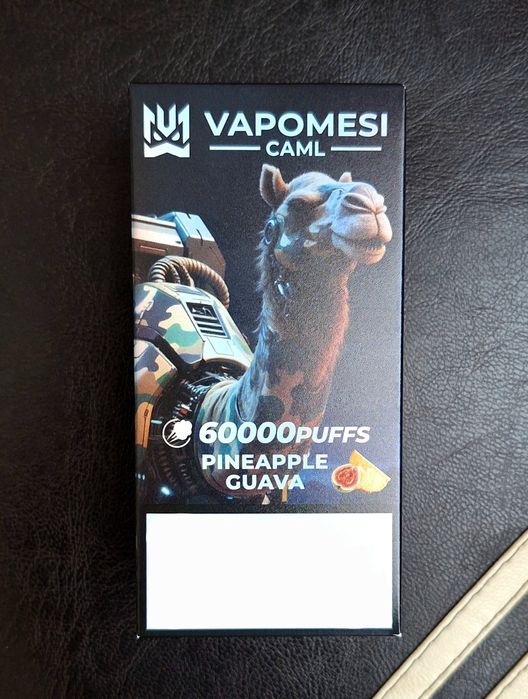 VAPOMESI
CAML
60000PUFFS
PINEAPPLE
GUAVA